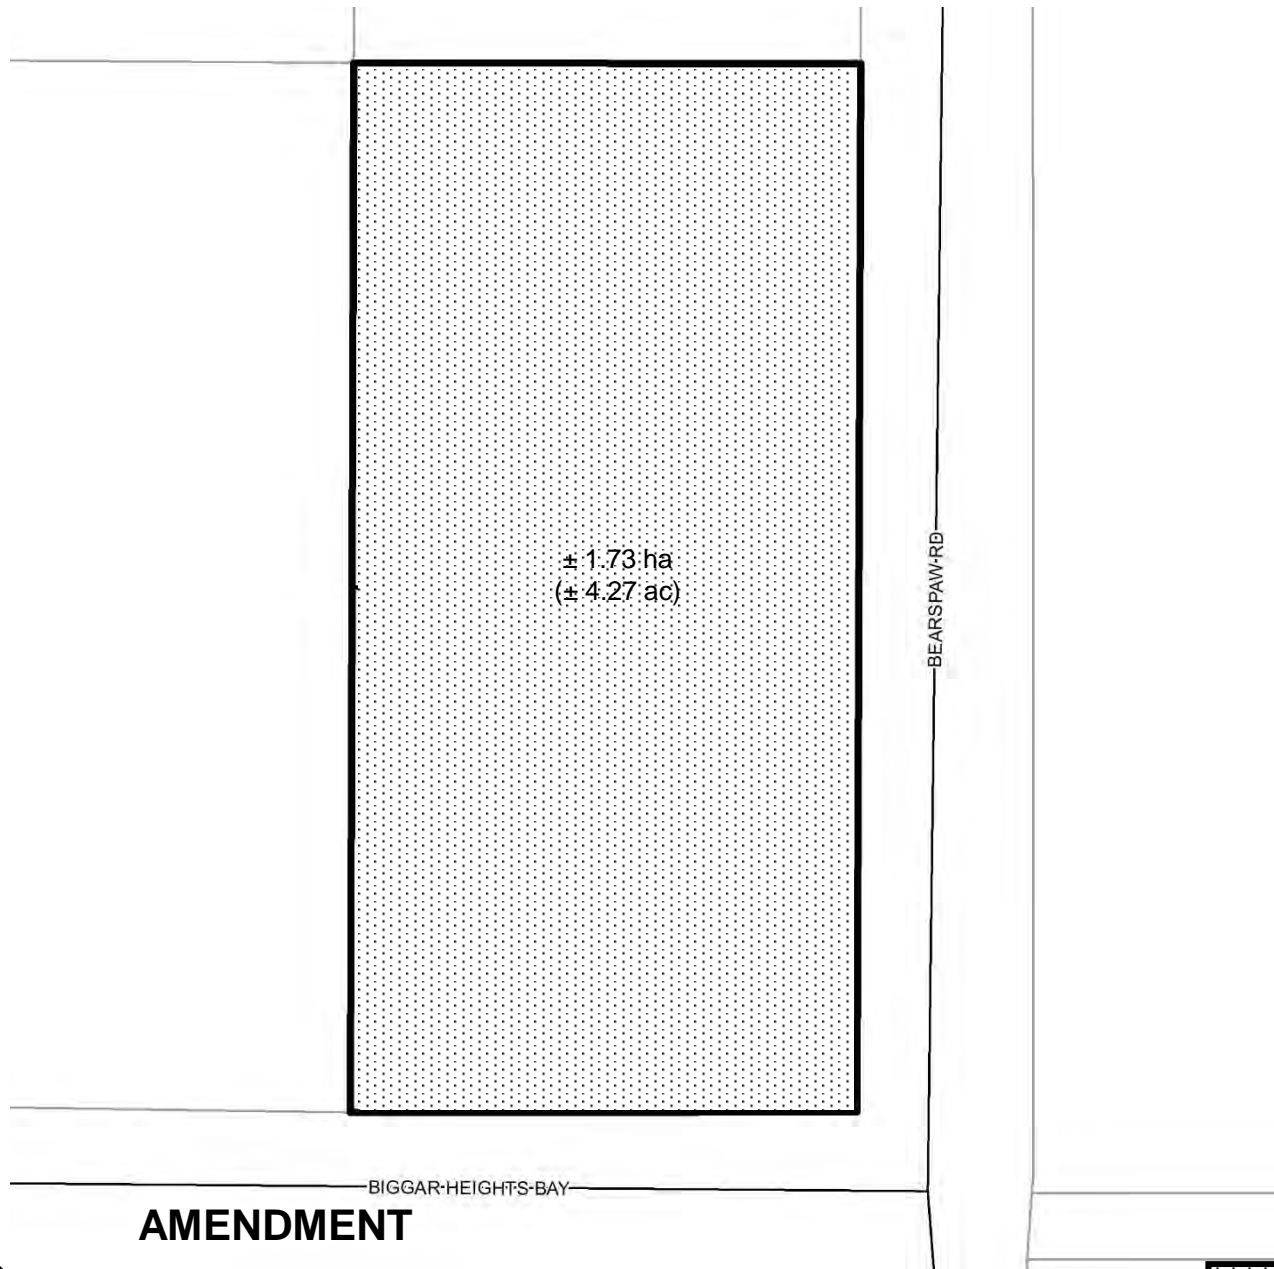 ± 1.73 ha
(± 4.27 ac)
BEARSPAW RD
BIGGAR HEIGHTS BAY
AMENDMENT